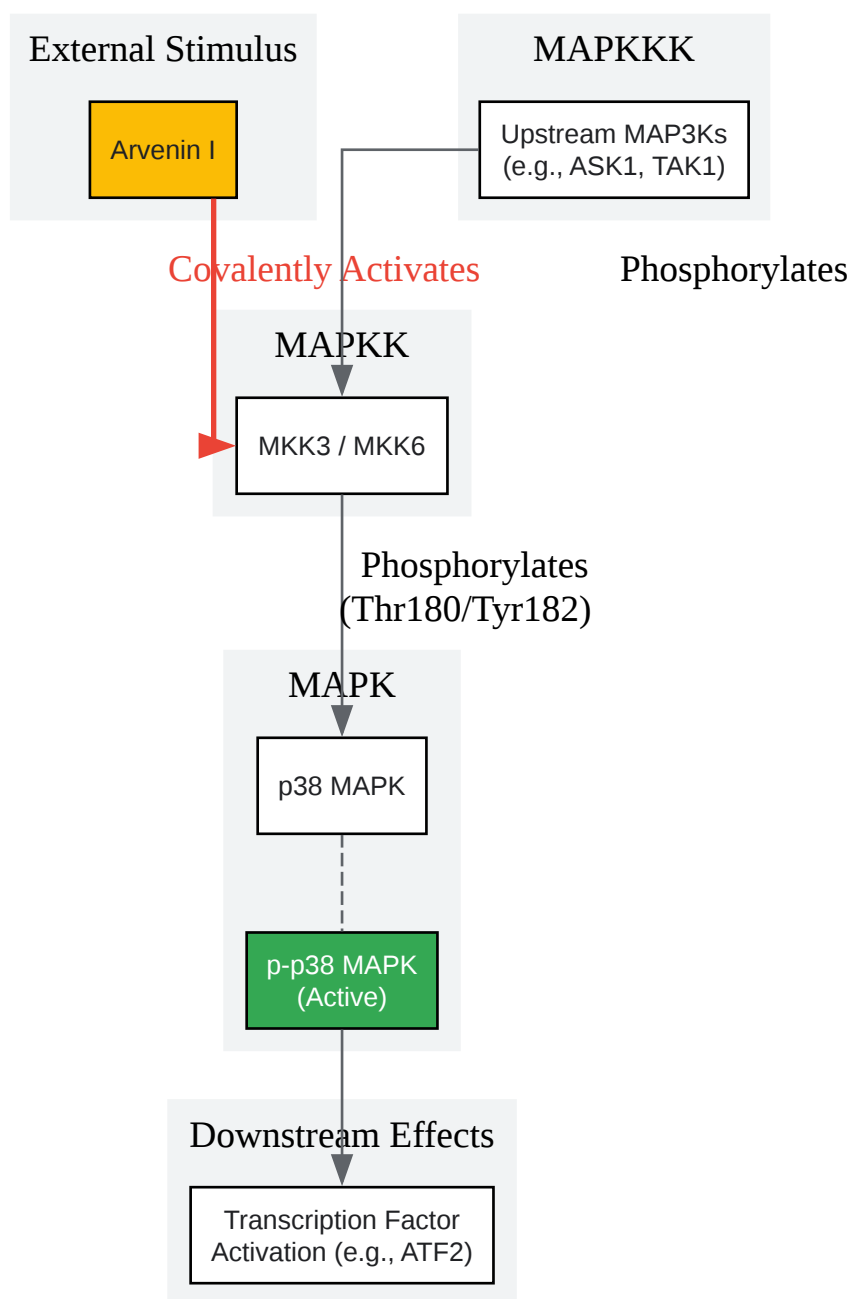 External Stimulus
Arvenin I
MAPKKK
Upstream MAP3Ks
(e.g., ASK1, TAK1)
Covalently Activates
Phosphorylates
MAPKK
MKK3 / MKK6
Phosphorylates
(Thr180/Tyr182)
MAPK
p38 MAPK
p-p38 MAPK
(Active)
Downstream Effects
Transcription Factor
Activation (e.g., ATF2)